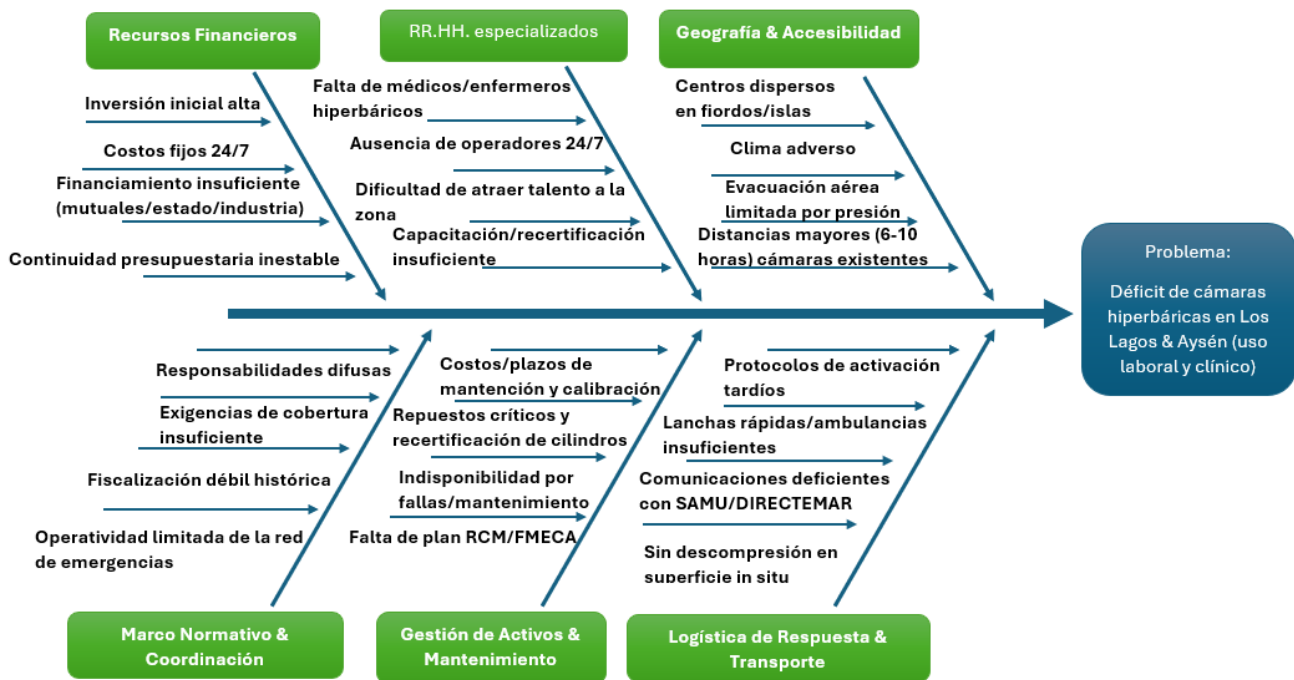 Recursos Financieros
RR.HH. especializados
Geografía & Accesibilidad
Inversión inicial alta
Costos fijos 24/7
Financiamiento insuficiente
(mutuales/estado/industria)
Continuidad presupuestaria inestable
Falta de médicos/enfermeros
hiperbáricos
Ausencia de operadores 24/7
Dificultad de atraer talento a la
zona
Capacitación/recertificación
insuficiente
Centros dispersos
en fiordos/islas
Clima adverso
Evacuación aérea
limitada por presión
Distancias mayores (6-10
horas) cámaras existentes
Problema:
Déficit de cámaras
hiperbáricas en Los
Lagos & Aysén (uso
laboral y clínico)
Responsabilidades difusas
Exigencias de cobertura
insuficiente
Fiscalización débil histórica
Operatividad limitada de la red
de emergencias
Costos/plazos de
mantención y calibración
Repuestos críticos y
recertificación de cilindros
Indisponibilidad por
fallas/mantenimiento
Falta de plan RCM/FMECA
Protocolos de activación
tardíos
Lanchas rápidas/ambulancias
insuficientes
Comunicaciones deficientes
con SAMU/DIRECTEMAR
Sin descompresión en
superficie in situ
Marco Normativo &
Coordinación
Gestión de Activos &
Mantenimiento
Logística de Respuesta &
Transporte